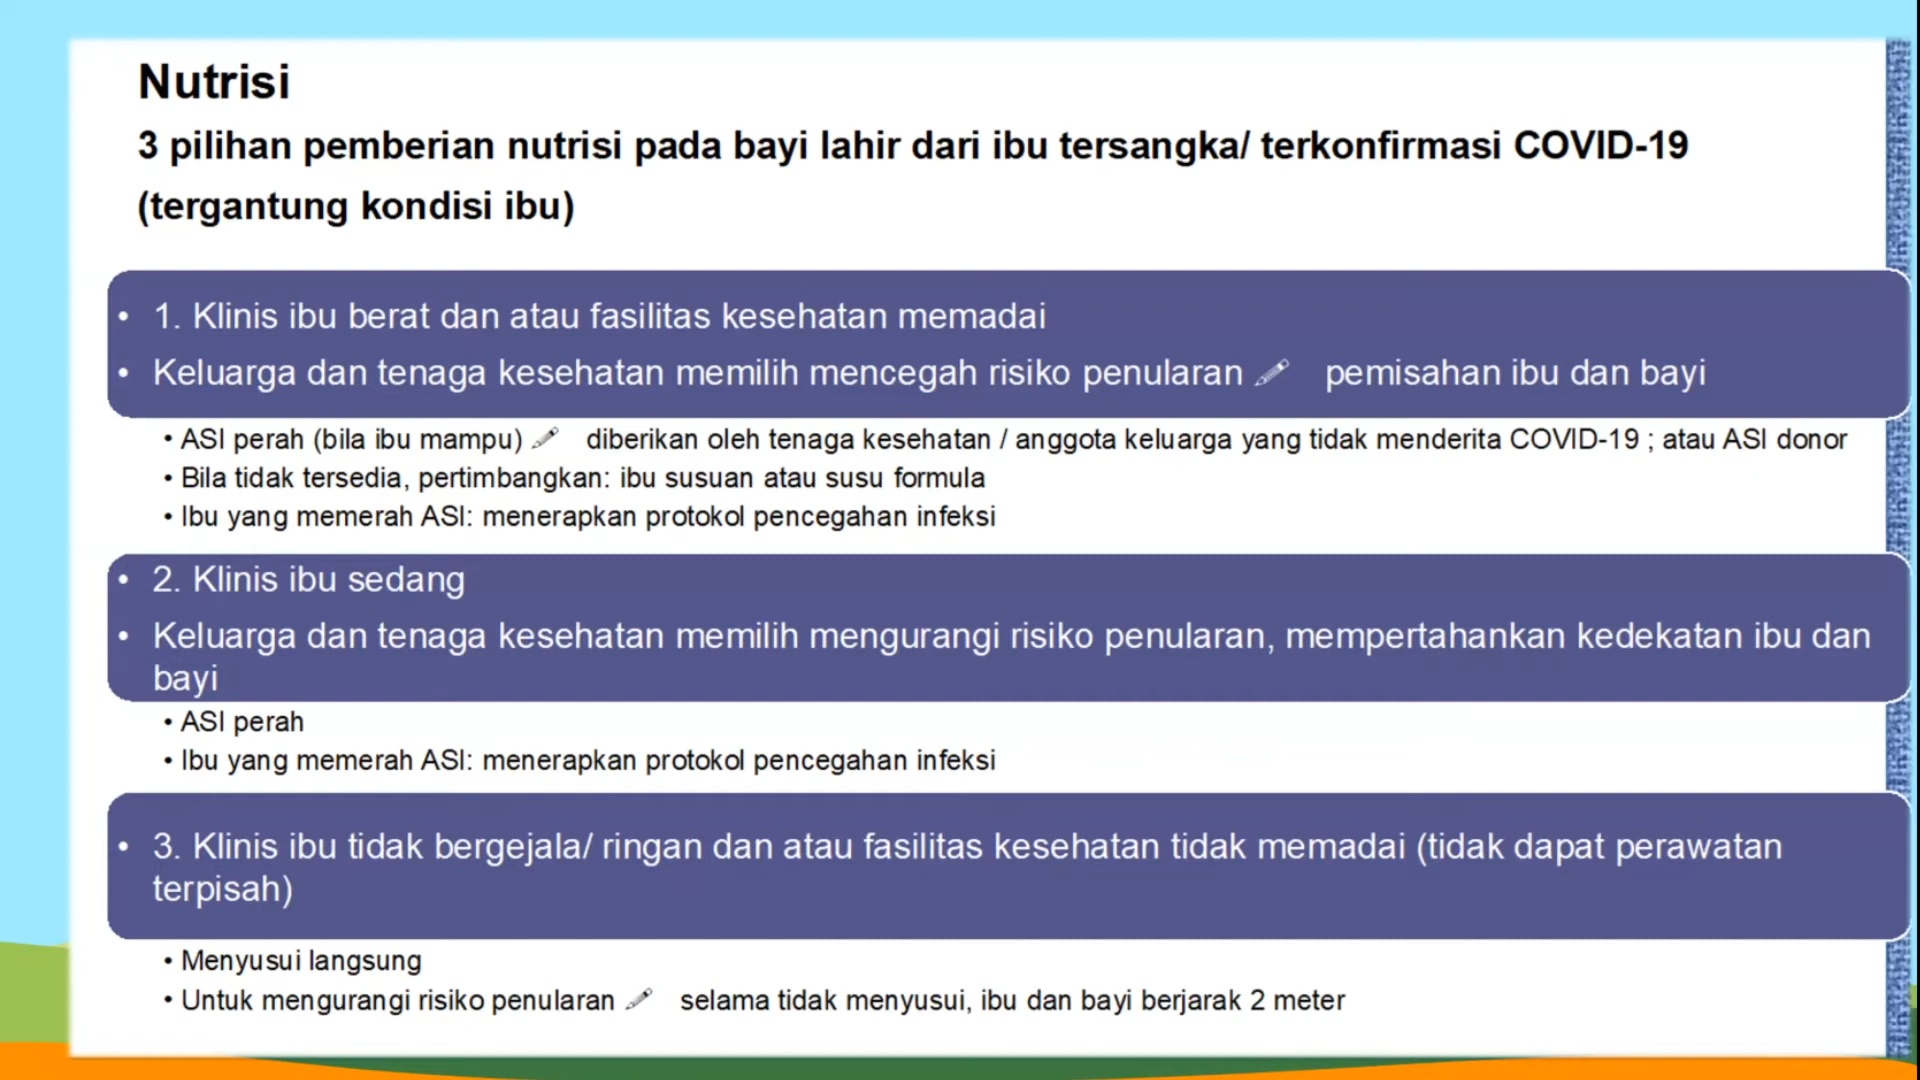 Nutrisi
3 pilihan pemberian nutrisi pada bayi lahir dari ibu tersangka/ terkonfirmasi COVID-19
(tergantung kondisi ibu)
• 1. Klinis ibu berat dan atau fasilitas kesehatan memadai
• Keluarga dan tenaga kesehatan memilih mencegah risiko penularan ✎ pemisahan ibu dan bayi
• ASI perah (bila ibu mampu) ✎ diberikan oleh tenaga kesehatan / anggota keluarga yang tidak menderita COVID-19 ; atau ASI donor
• Bila tidak tersedia, pertimbangkan: ibu susuan atau susu formula
• Ibu yang memerah ASI: menerapkan protokol pencegahan infeksi
• 2. Klinis ibu sedang
• Keluarga dan tenaga kesehatan memilih mengurangi risiko penularan, mempertahankan kedekatan ibu dan
bayi
• ASI perah
• Ibu yang memerah ASI: menerapkan protokol pencegahan infeksi
• 3. Klinis ibu tidak bergejala/ ringan dan atau fasilitas kesehatan tidak memadai (tidak dapat perawatan
terpisah)
• Menyusui langsung
• Untuk mengurangi risiko penularan ✎ selama tidak menyusui, ibu dan bayi berjarak 2 meter